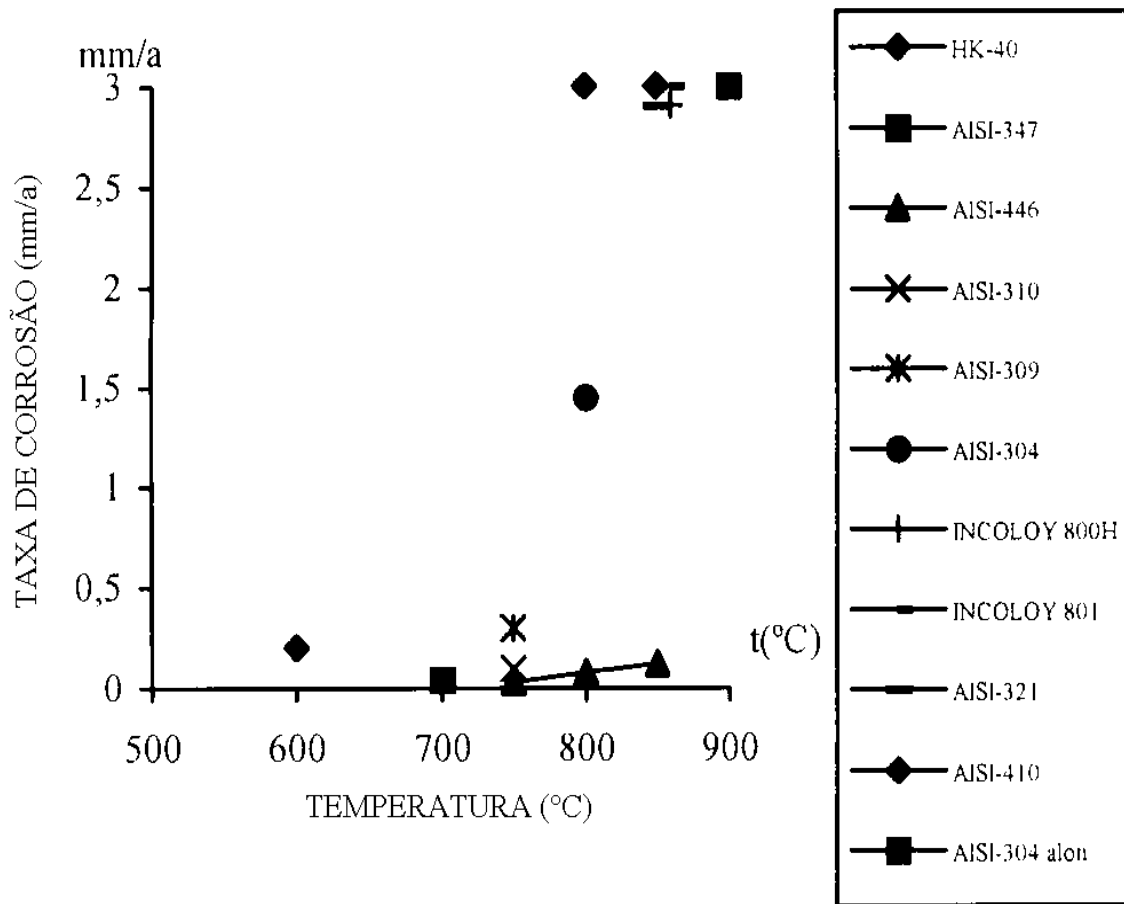 mm/a
3
2,5
2
1,5
1
0,5
0
TAXA DE CORROSÃO (mm/a)
500 600 700 800 900
t(ºC)
TEMPERATURA (°C)
HK-40
AISI-347
AISI-446
AISI-310
AISI-309
AISI-304
INCOLOY 800H
INCOLOY 801
AISI-321
AISI-410
AISI-304 alon